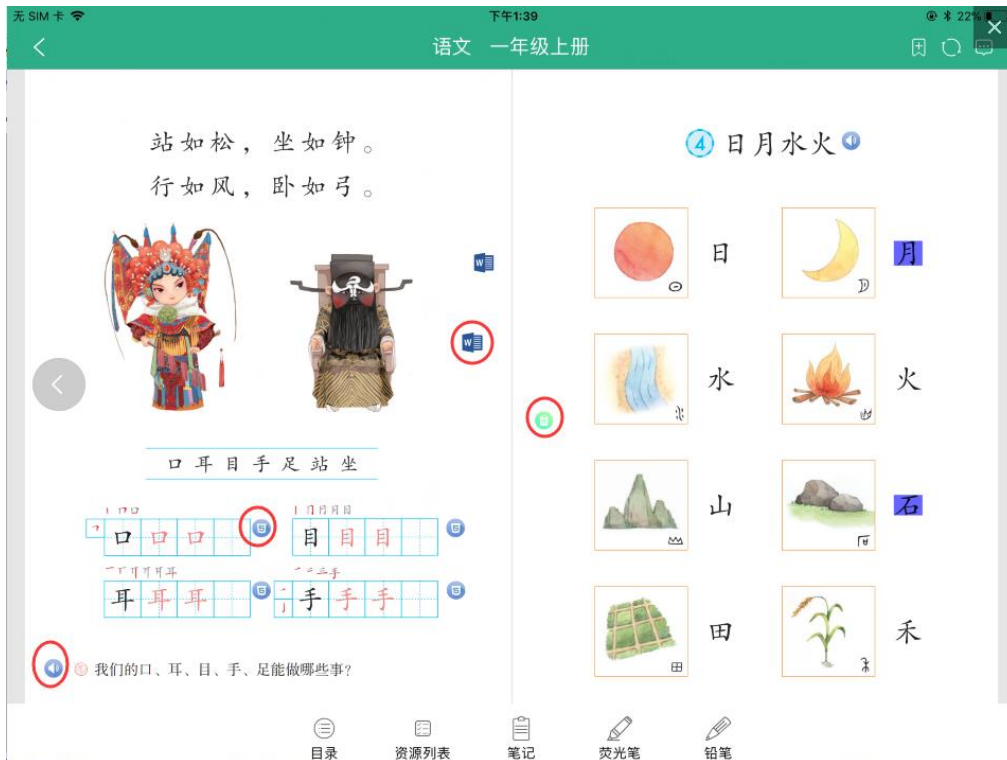 无 SIM 卡
下午1:39
22%
语文 一年级上册
站如松，坐如钟。
行如风，卧如弓。
口耳目手足站坐
口口口
目目目
耳耳耳
手手手
我们的口、耳、目、手、足能做哪些事？
4 日月水火
日
月
水
火
山
石
田
禾
目录
资源列表
笔记
荧光笔
铅笔